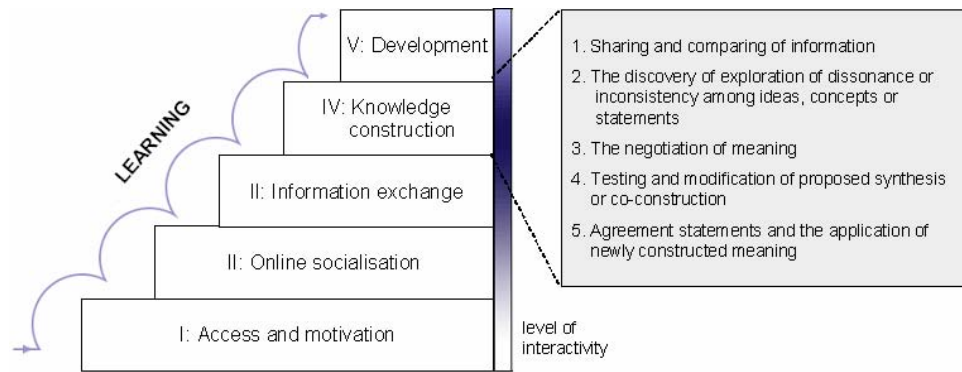 LEARNING
V: Development
IV: Knowledge
construction
II: Information exchange
II: Online socialisation
I: Access and motivation
level of
interactivity
1. Sharing and comparing of information
2. The discovery of exploration of dissonance or
inconsistency among ideas, concepts or
statements
3. The negotiation of meaning
4. Testing and modification of proposed synthesis
or co-construction
5. Agreement statements and the application of
newly constructed meaning